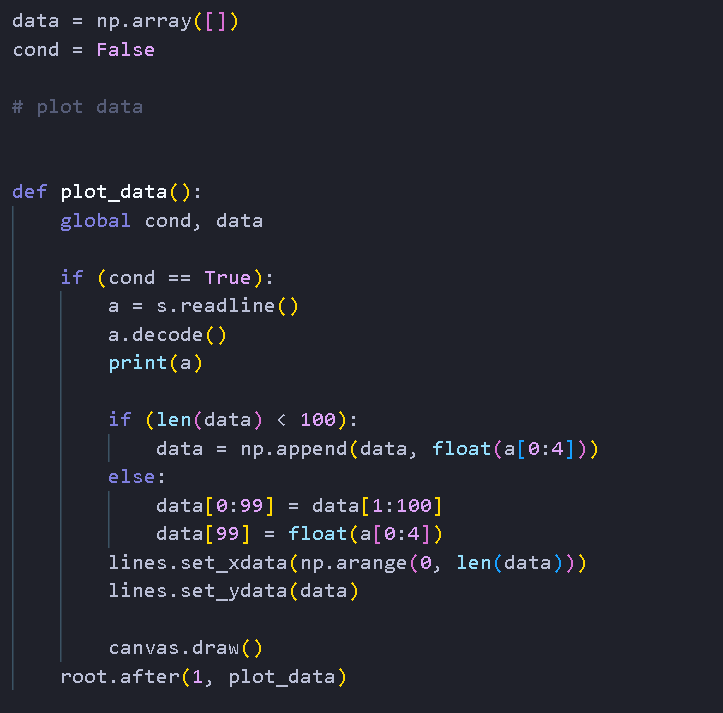 data = np.array([])
cond = False
# plot data
def plot_data():
    global cond, data
    if (cond == True):
        a = s.readline()
        a.decode()
        print(a)
        if (len(data) < 100):
            data = np.append(data, float(a[0:4]))
        else:
            data[0:99] = data[1:100]
            data[99] = float(a[0:4])
        lines.set_xdata(np.arange(0, len(data)))
        lines.set_ydata(data)
        canvas.draw()
    root.after(1, plot_data)